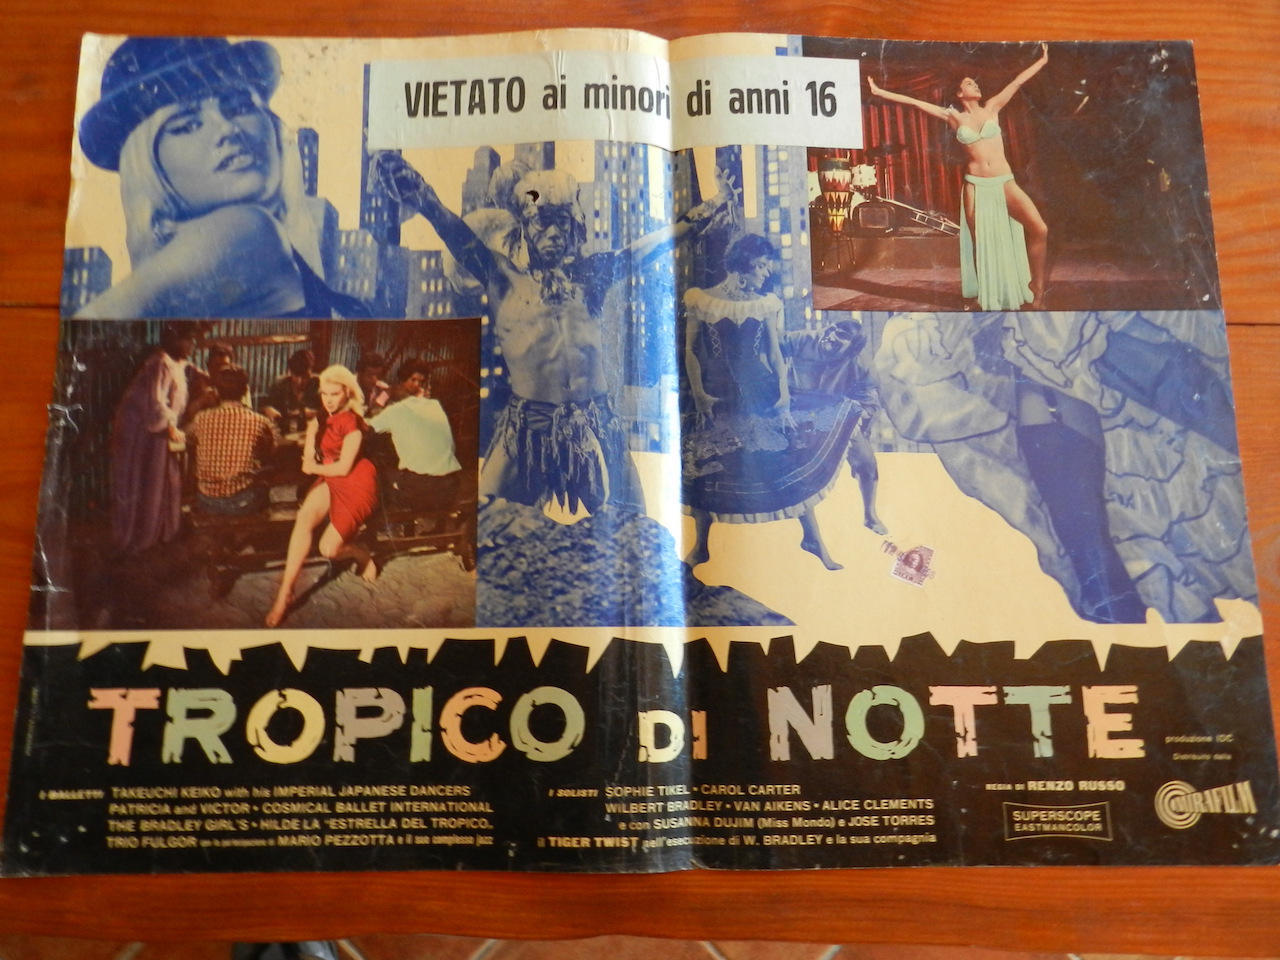 VIETATO ai minori di anni 16
TROPICO DI NOTTE
produzione IDC
Distribuito dalla
I BALLETTI: TAKEUCHI KEIKO with his IMPERIAL JAPANESE DANCERS
PATRICIA and VICTOR • COSMICAL BALLET INTERNATIONAL
THE BRADLEY GIRL'S • HILDE LA "ESTRELLA DEL TROPICO,
TRIO FULGOR con la partecipazione di MARIO PEZZOTTA e il suo complesso jazz
I SOLISTI: SOPHIE TIKEL • CAROL CARTER
WILBERT BRADLEY • VAN AIKENS • ALICE CLEMENTS
e con SUSANNA DUJIM (Miss Mondo) e JOSE TORRES
il TIGER TWIST nell'esecuzione di W. BRADLEY e la sua compagnia
REGIA DI RENZO RUSSO
SUPERSCOPE
EASTMANCOLOR